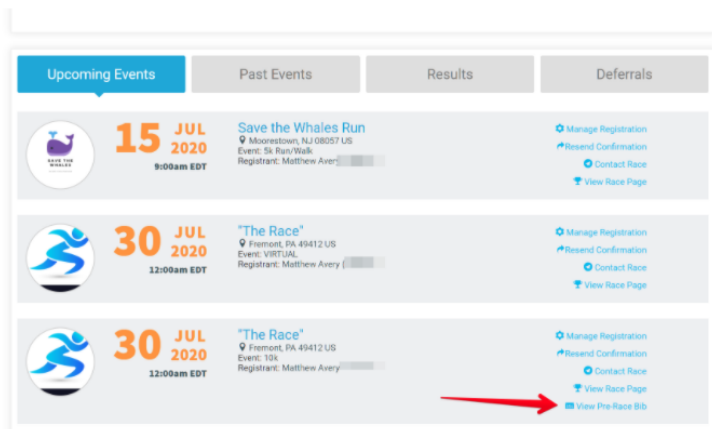 Upcoming Events
Past Events
Results
Deferrals
SAVE THE
WHALES
15 JUL
2020
9:00am EDT
Save the Whales Run
Moorestown, NJ 08057 US
Event: 5k Run/Walk
Registrant: Matthew Avery
Manage Registration
Resend Confirmation
Contact Race
View Race Page
30 JUL
2020
12:00am EDT
"The Race"
Fremont, PA 49412 US
Event: VIRTUAL
Registrant: Matthew Avery (
Manage Registration
Resend Confirmation
Contact Race
View Race Page
30 JUL
2020
12:00am EDT
"The Race"
Fremont, PA 49412 US
Event: 10k
Registrant: Matthew Avery
Manage Registration
Resend Confirmation
Contact Race
View Race Page
View Pre-Race Bib